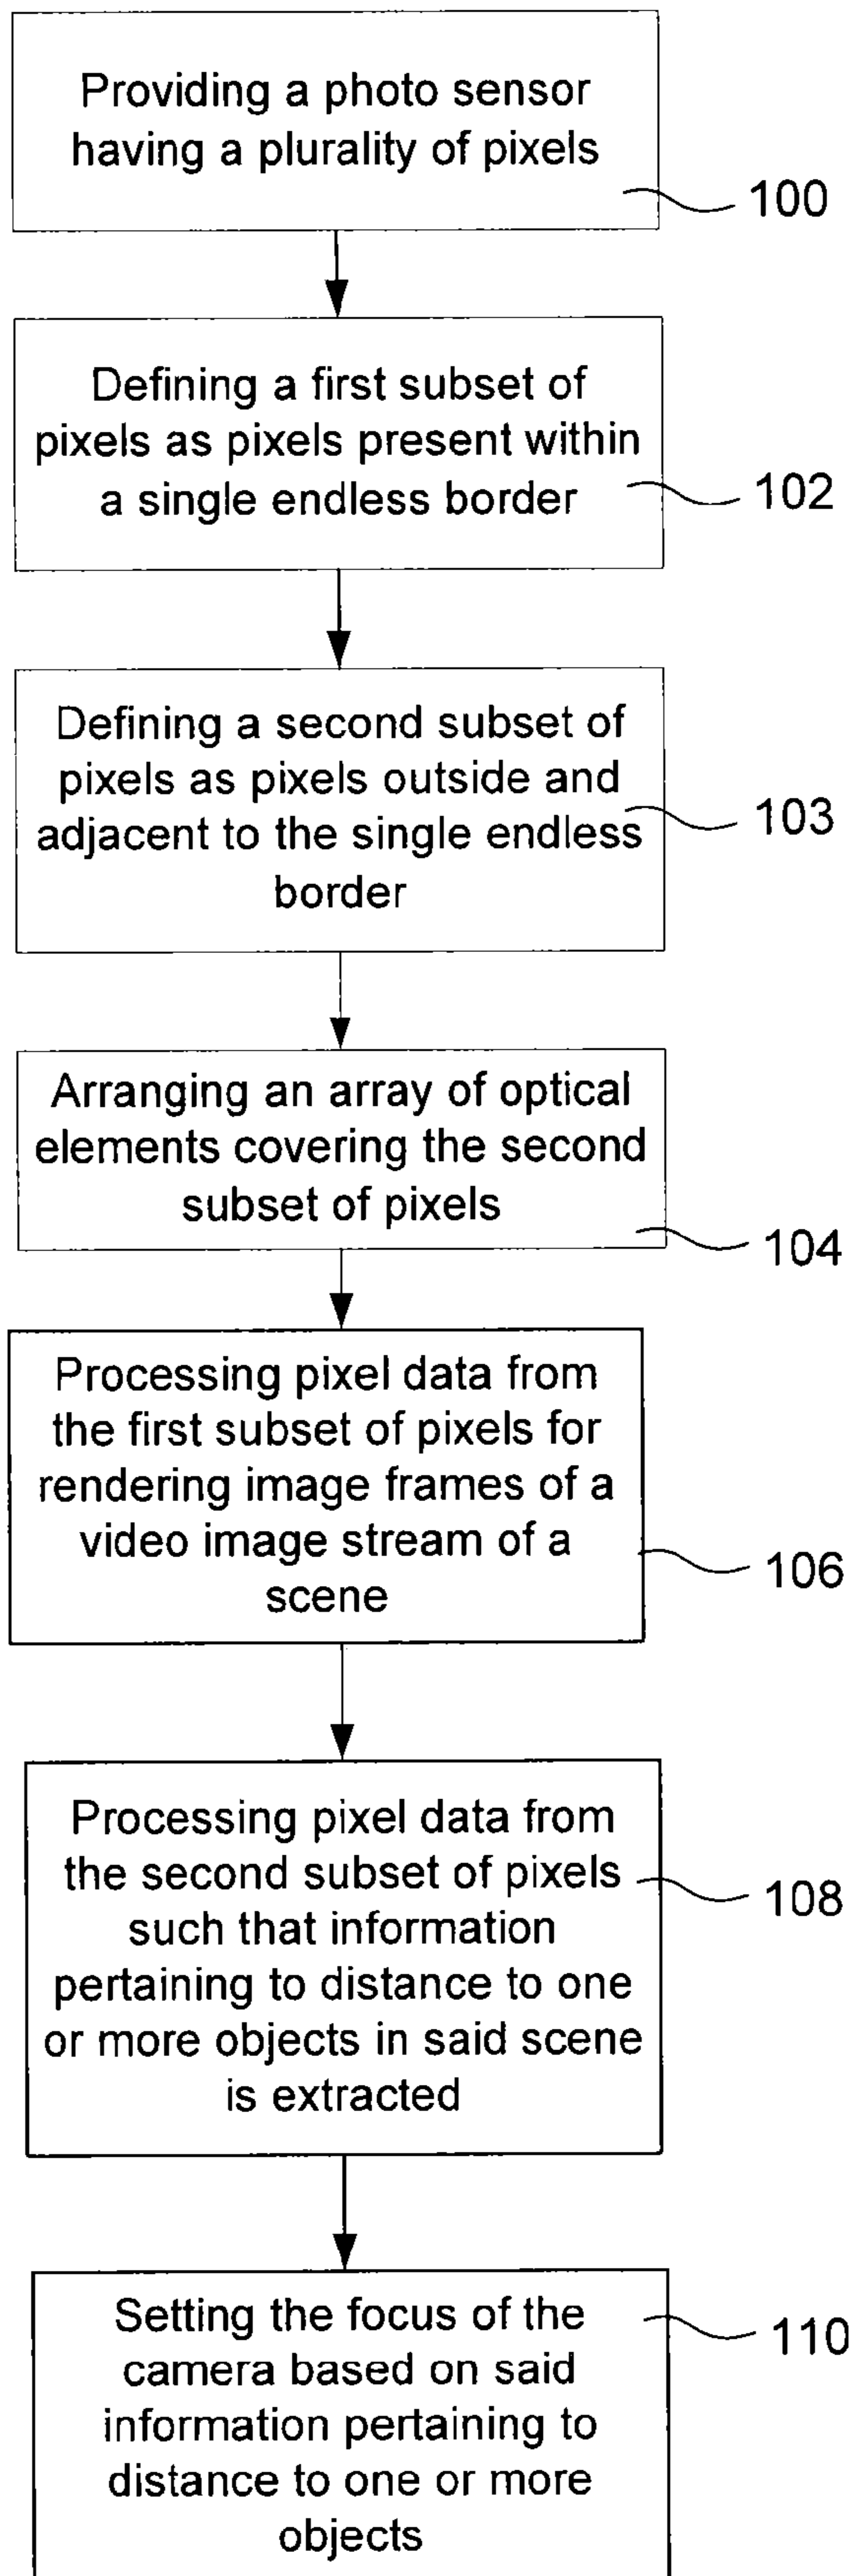 Providing a photo sensor
having a plurality of pixels
100
Defining a first subset of
pixels as pixels present within
a single endless border
102
Defining a second subset of
pixels as pixels outside and
adjacent to the single endless
border
103
Arranging an array of optical
elements covering the second
subset of pixels
104
Processing pixel data from
the first subset of pixels for
rendering image frames of a
video image stream of a
scene
106
Processing pixel data from
the second subset of pixels
such that information
pertaining to distance to one
or more objects in said scene
is extracted
108
Setting the focus of the
camera based on said
information pertaining to
distance to one or more
objects
110